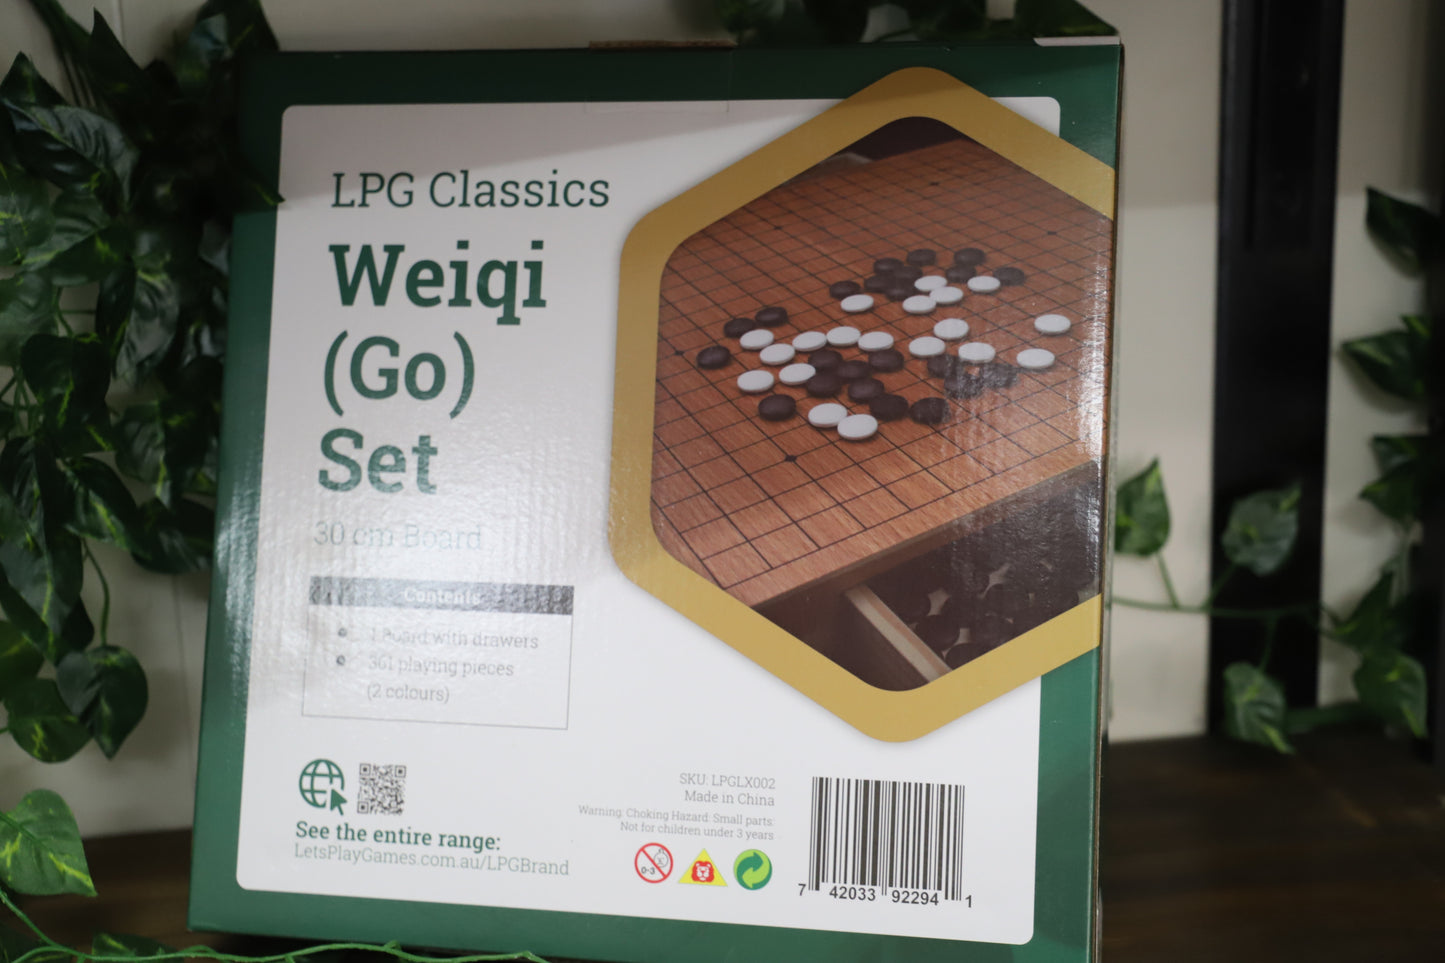 LPG Classics
Weiqi
(Go)
Set
30 cm Board
Contents
1 Board with drawers
361 playing pieces
(2 colours)
See the entire range:
LetsPlayGames.com.au/LPGBrand
SKU: LPGLX002
Made in China
Warning: Choking Hazard: Small parts.
Not for children under 3 years
0-3
7 42033 92294 1